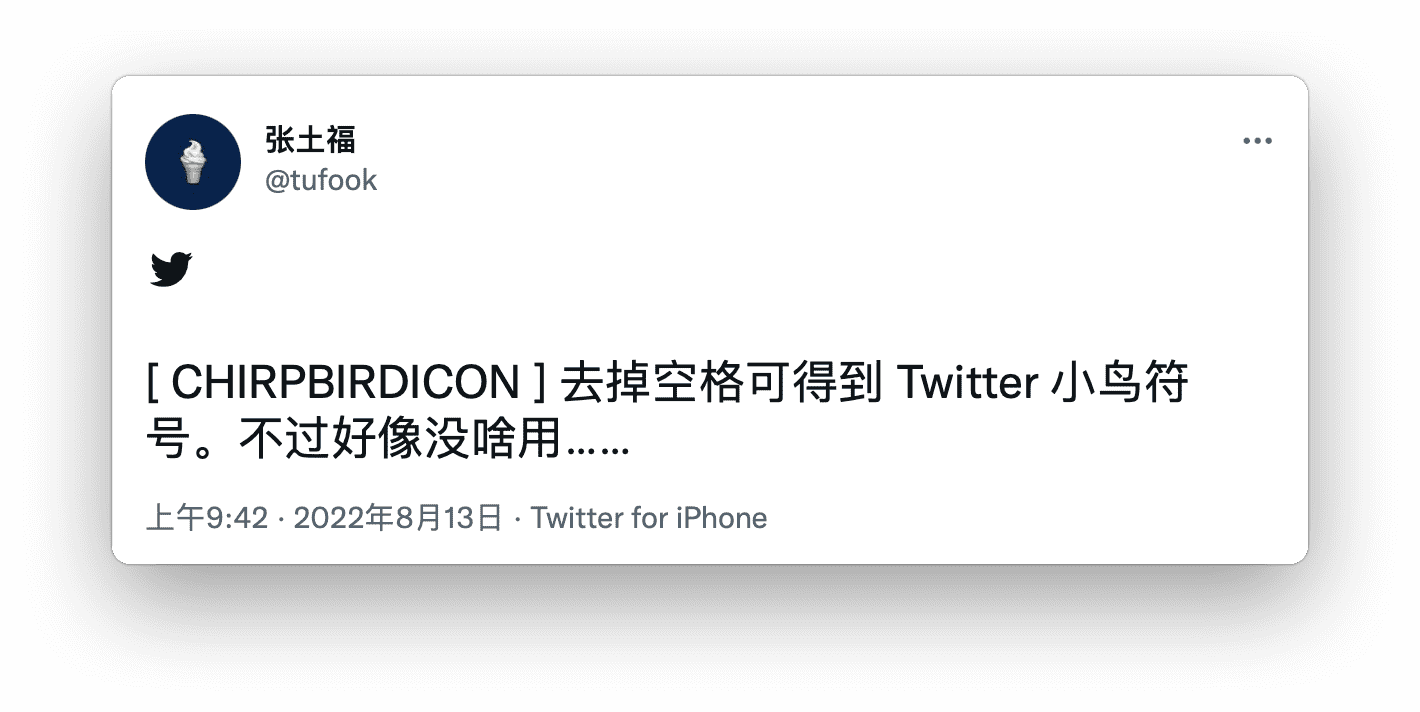 张土福
@tufook
[ CHIRPBIRDICON ] 去掉空格可得到 Twitter 小鸟符
号。不过好像没啥用……
上午9:42 · 2022年8月13日 · Twitter for iPhone